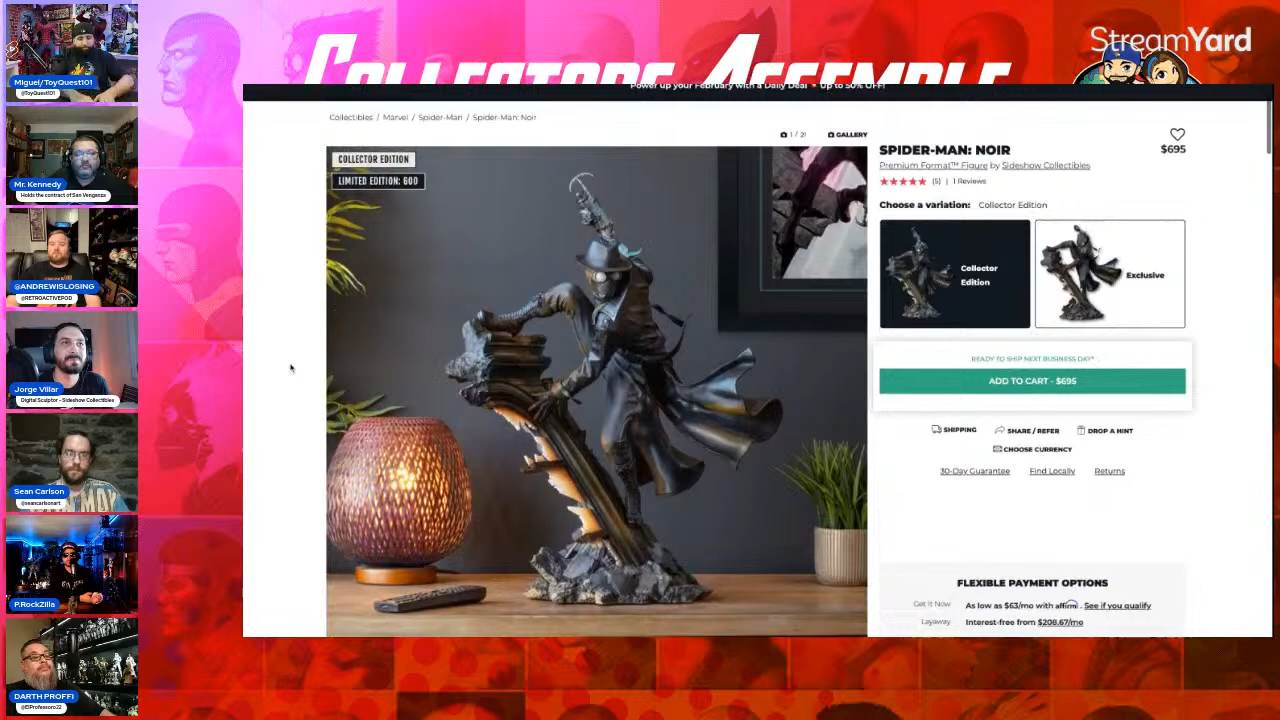 StreamYard
COLLECTORS ASSEMBLE
Power up your February with a Daily Deal • Up to 50% OFF!
Collectibles / Marvel / Spider-Man / Spider-Man: Noir
1 / 21
GALLERY
COLLECTOR EDITION
LIMITED EDITION: 600
SPIDER-MAN: NOIR
$695
Premium Format™ Figure by Sideshow Collectibles
(5) | 1 Reviews
Choose a variation: Collector Edition
Collector
Edition
Exclusive
READY TO SHIP NEXT BUSINESS DAY*
ADD TO CART - $695
SHIPPING
SHARE / REFER
DROP A HINT
CHOOSE CURRENCY
30-Day Guarantee
Find Locally
Returns
FLEXIBLE PAYMENT OPTIONS
Get It Now
As low as $63/mo with affirm. See if you qualify
Layaway
Interest-free from $208.67/mo
Miguel/ToyQuest101
@ToyQuest101
Mr. Kennedy
Holds the contract of San Venganza
@ANDREWISLOSING
@RETROACTIVEPOD
Jorge Villar
Digital Sculptor - Sideshow Collectibles
Sean Carlson
@seancarlsonart
P.RockZilla
DARTH PROFFI
@ElProfessoro22